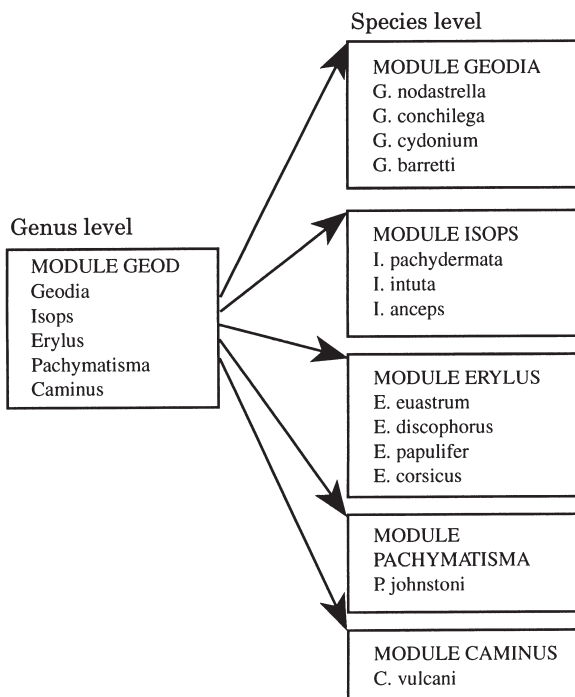 Species level
MODULE GEODIA
G. nodastrella
G. conchilega
G. cydonium
G. barretti
Genus level
MODULE GEOD
Geodia
Isops
Erylus
Pachymatisma
Caminus
MODULE ISOPS
I. pachydermata
I. intuta
I. anceps
MODULE ERYLUS
E. euastrum
E. discophorus
E. papulifer
E. corsicus
MODULE
PACHYMATISMA
P. johnstoni
MODULE CAMINUS
C. vulcani